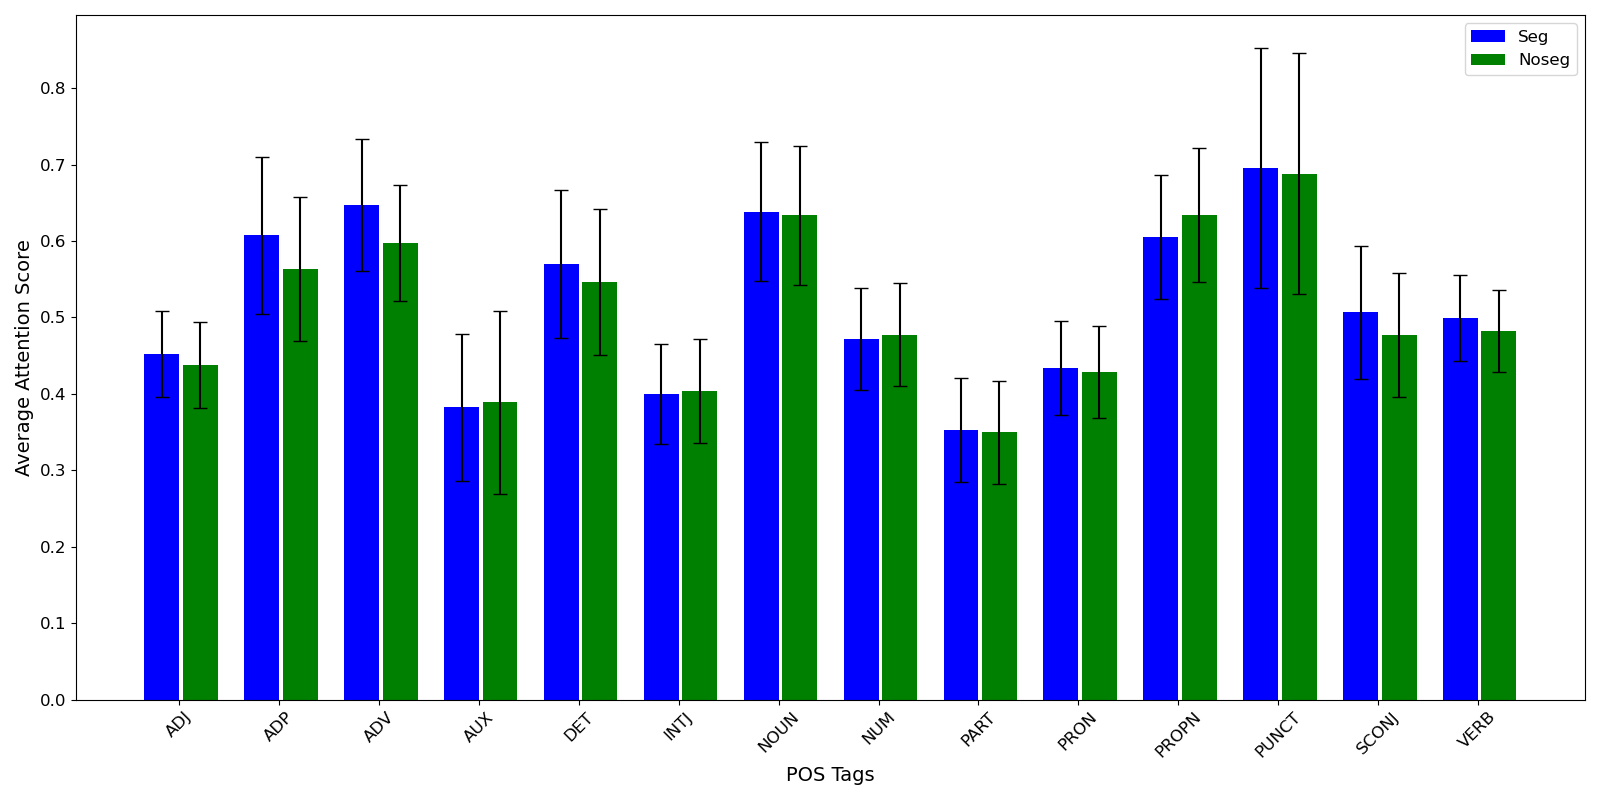 Seg
Noseg
Average Attention Score
0.8
0.7
0.6
0.5
0.4
0.3
0.2
0.1
0.0
ADJ ADP ADV AUX DET INTJ NOUN NUM PART PRON PROPN PUNCT SCONJ VERB
POS Tags